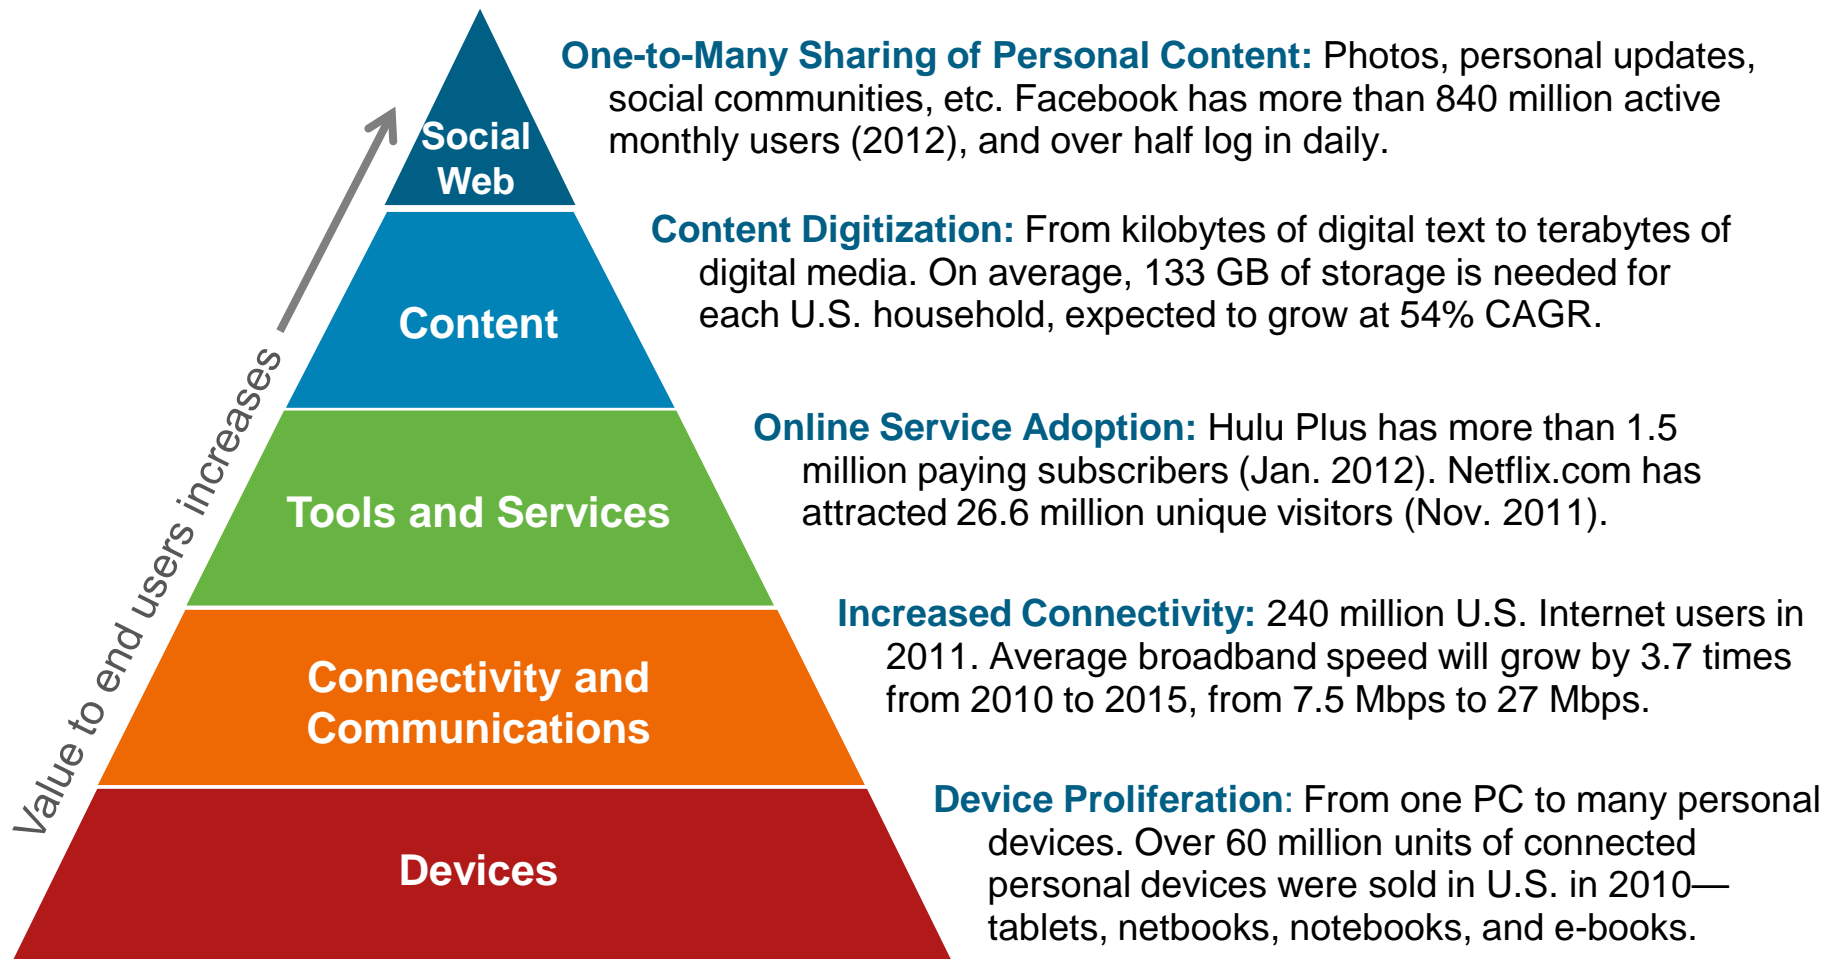 One-to-Many Sharing of Personal Content: Photos, personal updates,
social communities, etc. Facebook has more than 840 million active
monthly users (2012), and over half log in daily.
Social
Web
Content Digitization: From kilobytes of digital text to terabytes of
digital media. On average, 133 GB of storage is needed for
each U.S. household, expected to grow at 54% CAGR.
Content
Online Service Adoption: Hulu Plus has more than 1.5
million paying subscribers (Jan. 2012). Netflix.com has
attracted 26.6 million unique visitors (Nov. 2011).
Tools and Services
Increased Connectivity: 240 million U.S. Internet users in
2011. Average broadband speed will grow by 3.7 times
from 2010 to 2015, from 7.5 Mbps to 27 Mbps.
Connectivity and
Communications
Device Proliferation: From one PC to many personal
devices. Over 60 million units of connected
personal devices were sold in U.S. in 2010—
tablets, netbooks, notebooks, and e-books.
Devices
Value to end users increases